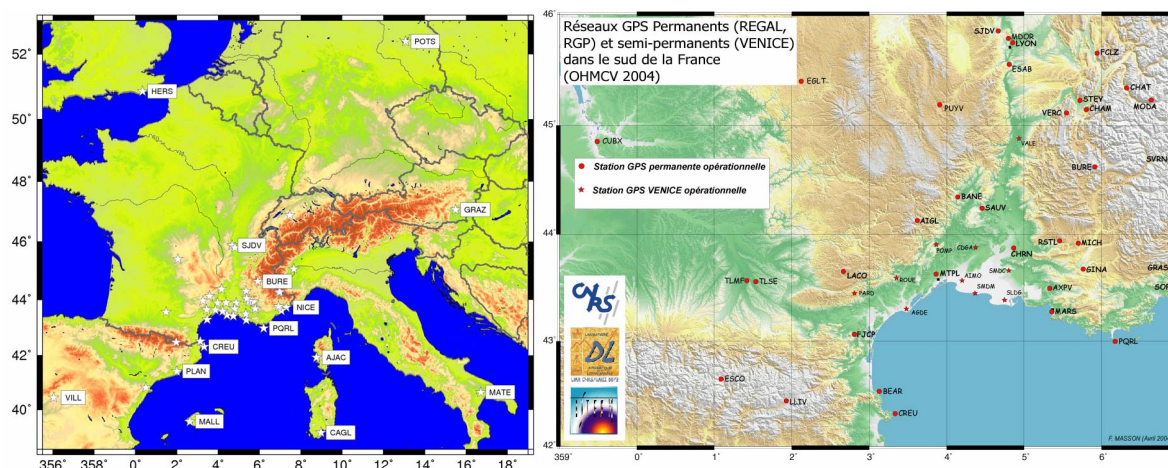 52°
50°
48°
46°
44°
42°
40°
356°
358°
0°
2°
4°
6°
8°
10°
12°
14°
16°
18°
POTS
HERS
GRAZ
SJDV
BURE
NICE
PQRL
CREU
AJAC
PLAN
MATE
VILL
MALL
CAGL
Réseaux GPS Permanents (REGAL,
RGP) et semi-permanents (VENICE)
dans le sud de la France
(OHMCV 2004)
46°
45°
44°
43°
42°
359°
0°
1°
2°
3°
4°
5°
6°
SJDV
MDOR
LYON
FCLZ
ESAB
EGLT
CHAT
PUYV
STEV
MODA
CHAM
VERC
CUBX
VALE
Station GPS permanente opérationnelle
Station GPS VENICE opérationnelle
BURE
SVRN
BANE
SAUV
AIGL
POMP
CDGA
CHRN
RSTL
MICH
LACO
MTPL
AIMO
SMDC
GINA
GRAS
TLMF
TLSE
ROUE
PARD
SMDM
SLDG
AXPV
SOP
AGDE
MARS
FJCP
PQRL
CNRS
DL
ESCO
LLIV
BEAR
CREU
F. MASSON (Avril 2004